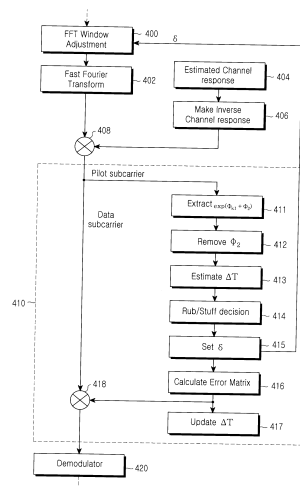 FFT Window
Adjustment
400
δ
Fast Fourier
Transform
402
Estimated Channel
response
404
Make Inverse
Channel response
406
408
Pilot subcarrier
Extract exp(Φk,1 + Φ2)
411
Data
subcarrier
Remove Φ2
412
Estimate ΔT
413
410
Rub/Stuff decision
414
Set δ
415
Calculate Error Matrix
416
418
Update ΔT
417
Demodulator
420